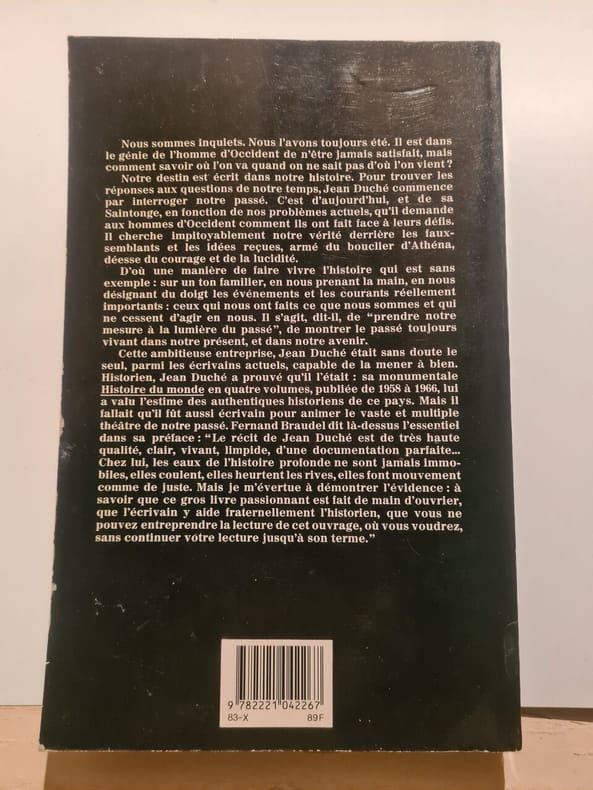 Nous sommes inquiets. Nous l'avons toujours été. Il est dans
le génie de l'homme d'Occident de n'être jamais satisfait, mais
comment savoir où l'on va quand on ne sait pas d'où l'on vient ?
Notre destin est écrit dans notre histoire. Pour trouver les
réponses aux questions de notre temps, Jean Duché commence
par interroger notre passé. C'est d'aujourd'hui, et de sa
Saintonge, en fonction de nos problèmes actuels, qu'il demande
aux hommes d'Occident comment ils ont fait face à leurs défis.
Il cherche impitoyablement notre vérité derrière les faux-
semblants et les idées reçues, armé du bouclier d'Athéna,
déesse du courage et de la lucidité.
D'où une manière de faire vivre l'histoire qui est sans
exemple : sur un ton familier, en nous prenant la main, en nous
désignant du doigt les événements et les courants réellement
importants : ceux qui nous ont faits ce que nous sommes et qui
ne cessent d'agir en nous. Il s'agit, dit-il, de "prendre notre
mesure à la lumière du passé", de montrer le passé toujours
vivant dans notre présent, et dans notre avenir.
Cette ambitieuse entreprise, Jean Duché était sans doute le
seul, parmi les écrivains actuels, capable de la mener à bien.
Historien, Jean Duché a prouvé qu'il l'était : sa monumentale
Histoire du monde en quatre volumes, publiée de 1958 à 1966, lui
a valu l'estime des authentiques historiens de ce pays. Mais il
fallait qu'il fût aussi écrivain pour animer le vaste et multiple
théâtre de notre passé. Fernand Braudel dit là-dessus l'essentiel
dans sa préface : "Le récit de Jean Duché est de très haute
qualité, clair, vivant, limpide, d'une documentation parfaite...
Chez lui, les eaux de l'histoire profonde ne sont jamais immo-
biles, elles coulent, elles heurtent les rives, elles font mouvement
comme de juste. Mais je m'évertue à démontrer l'évidence : à
savoir que ce gros livre passionnant est fait de main d'ouvrier,
que l'écrivain y aide fraternellement l'historien, que vous ne
pouvez entreprendre la lecture de cet ouvrage, où vous voudrez,
sans continuer votre lecture jusqu'à son terme."
9 782221 042267
83-X 89 F